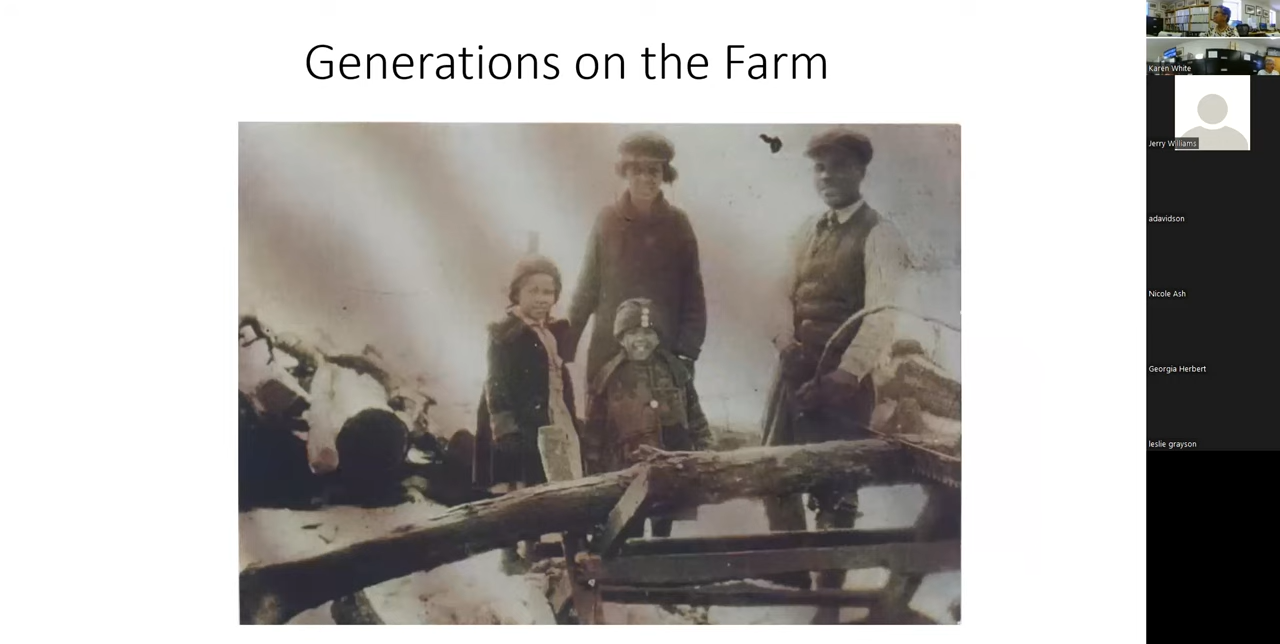 Generations on the Farm
Karen White
Jerry Williams
adavidson
Nicole Ash
Georgia Herbert
leslie grayson